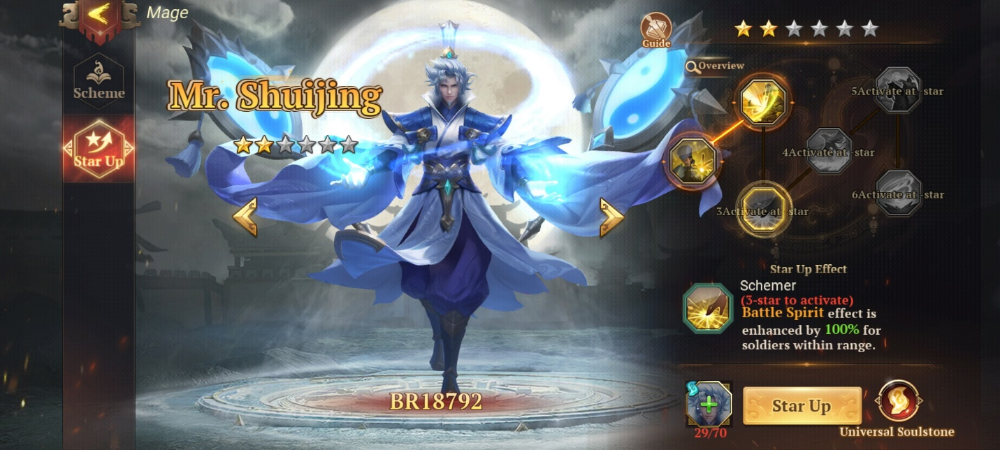 Mage
Guide
Overview
Scheme
Mr. Shuijing
5Activate at -star
Star Up
4Activate at -star
6Activate at -star
3Activate at -star
Star Up Effect
Schemer
(3-star to activate)
Battle Spirit effect is
enhanced by 100% for
soldiers within range.
BR18792
Star Up
29/70
Universal Soulstone